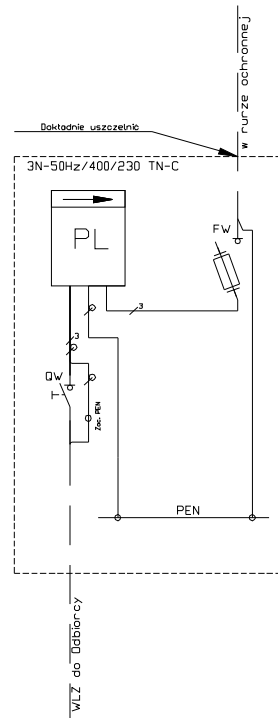 w rurze ochronnej
Dokładnie uszczelnić
3N-50Hz/400/230 TN-C
PL
FW
3
3
QW
Zac. PEN
PEN
WLZ do Odbiorcy